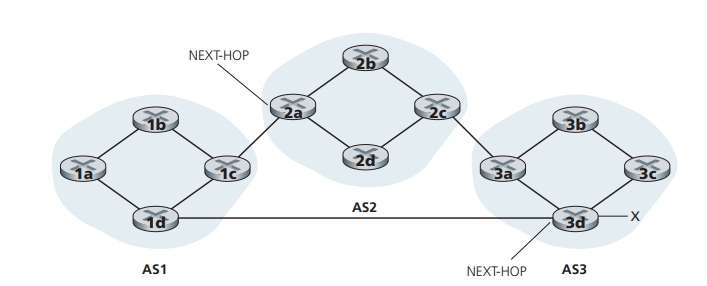 NEXT-HOP
2b
2a
2c
1b
3b
2d
1a
1c
3a
3c
AS2
1d
3d
X
AS1
NEXT-HOP
AS3